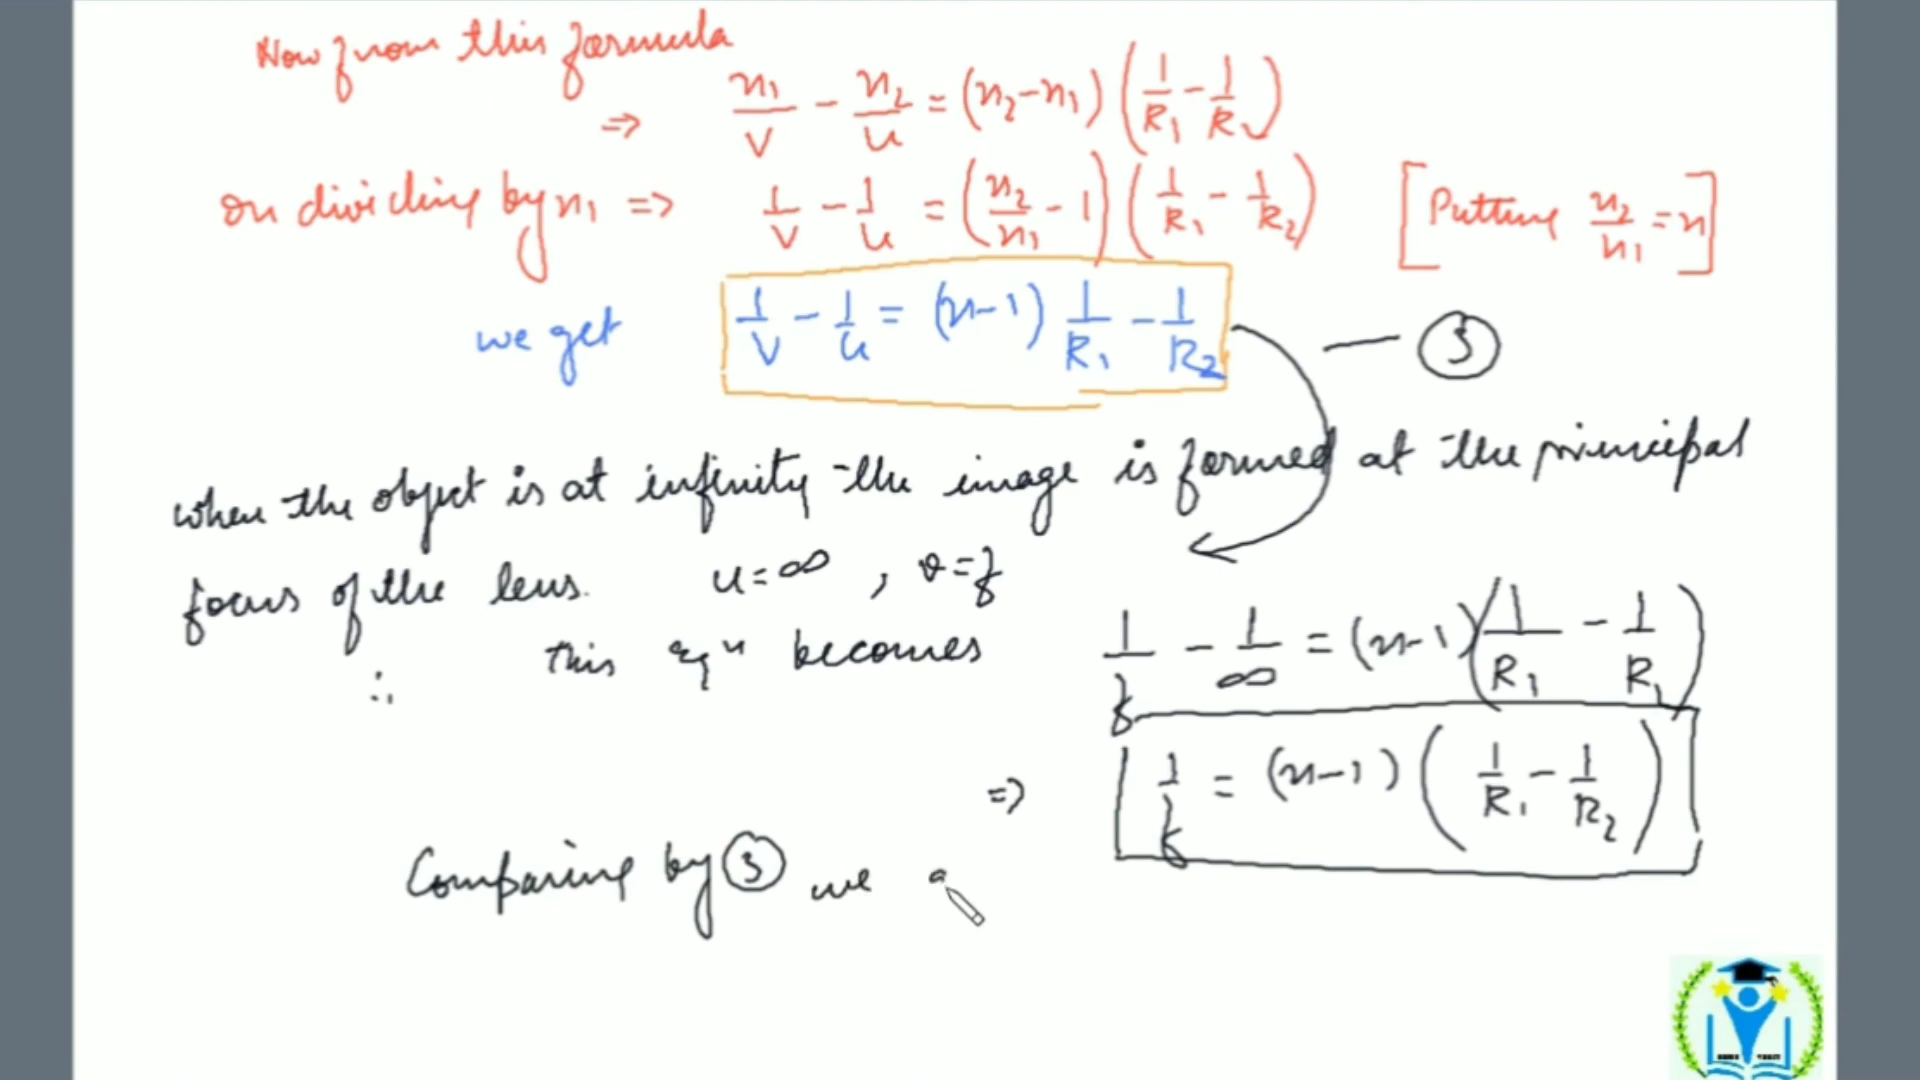 Now from this formula
=> n₁/V - n₂/u = (n₂-n₁) (1/R₁ - 1/R₂)
on dividing by n₁ => 1/V - 1/u = (n₂/n₁ - 1) (1/R₁ - 1/R₂) [Putting n₂/n₁ = n]
we get 1/V - 1/u = (n-1) 1/R₁ - 1/R₂ — ③
when the object is at infinity the image is formed at the principal
focus of the lens. u=∞, v=f
∴ this eqⁿ becomes 1/f - 1/∞ = (n-1)(1/R₁ - 1/R₁)
=> 1/f = (n-1) (1/R₁ - 1/R₂)
Comparing by ③ we